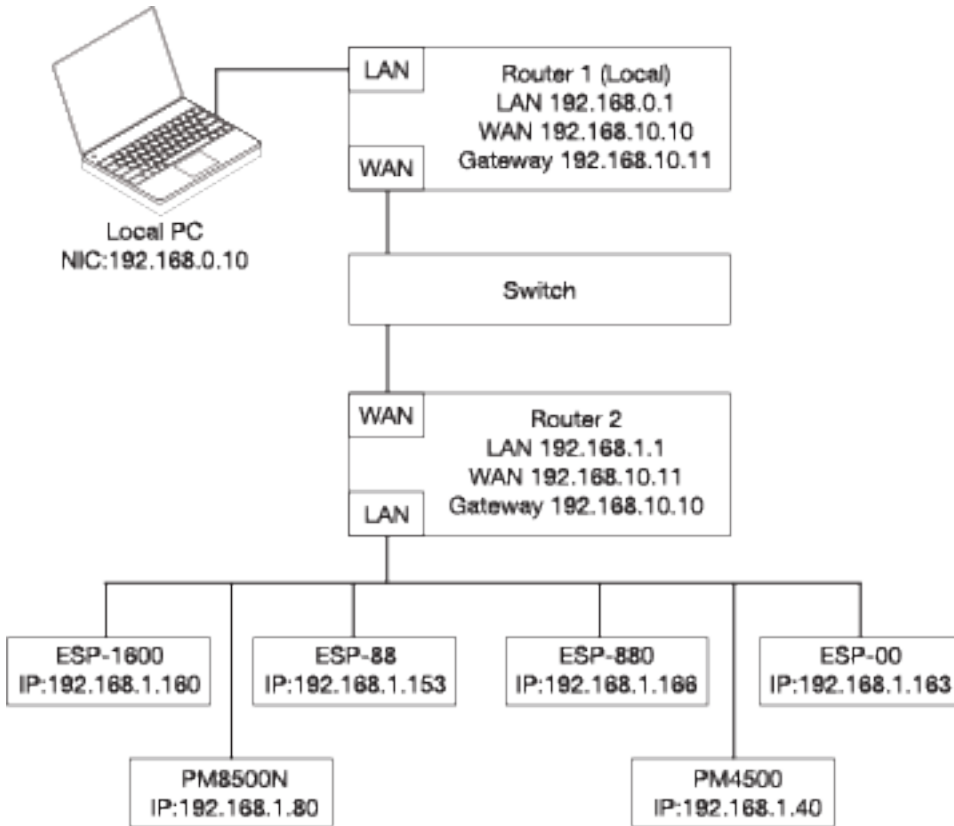 LAN
Router 1 (Local)
LAN 192.168.0.1
WAN 192.168.10.10
Gateway 192.168.10.11
WAN
Local PC
NIC:192.168.0.10
Switch
WAN
Router 2
LAN 192.168.1.1
WAN 192.168.10.11
Gateway 192.168.10.10
LAN
ESP-1600
IP:192.168.1.160
ESP-88
IP:192.168.1.153
ESP-880
IP:192.168.1.166
ESP-00
IP:192.168.1.163
PM8500N
IP:192.168.1.80
PM4500
IP:192.168.1.40